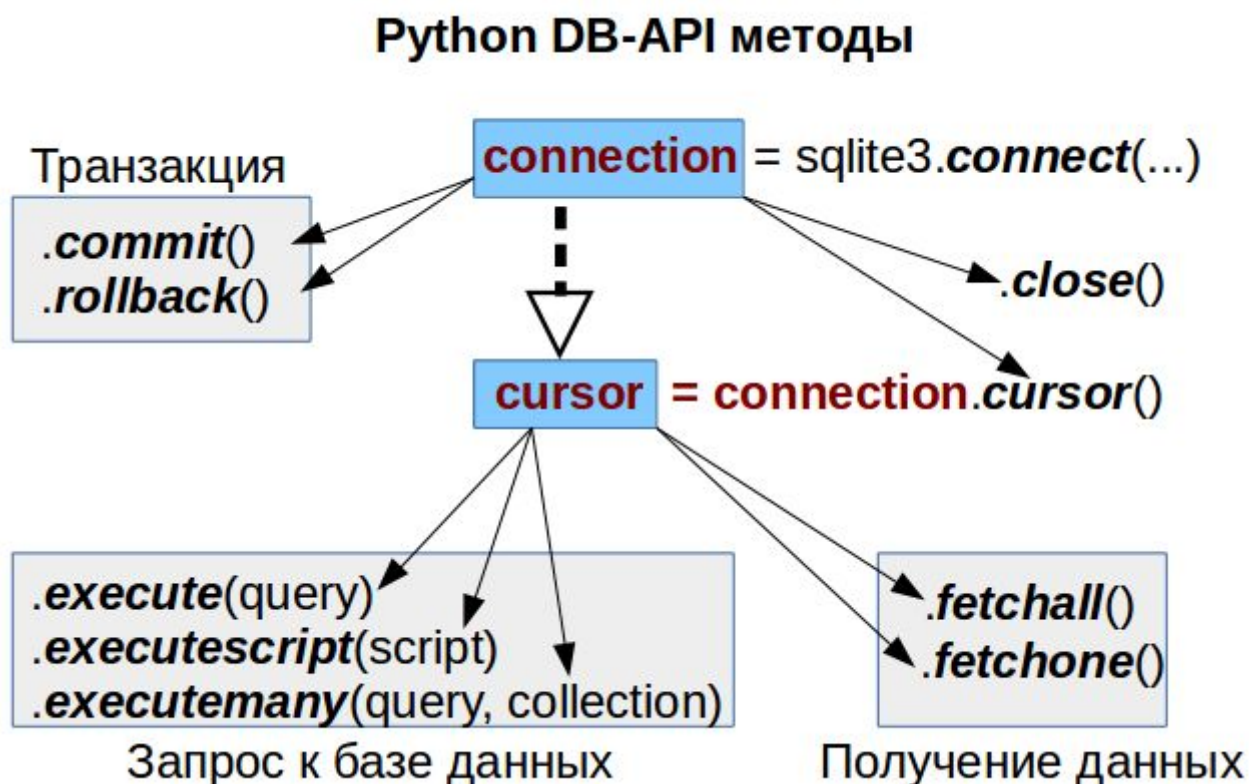 Python DB-API методы
connection = sqlite3.connect(...)
Транзакция
.commit()
.rollback()
.close()
cursor = connection.cursor()
.execute(query)
.executescript(script)
.executemany(query, collection)
Запрос к базе данных
.fetchall()
.fetchone()
Получение данных